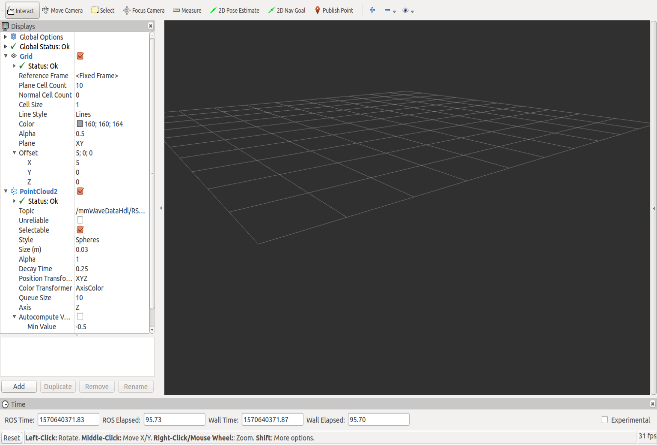 Interact Move Camera Select Focus Camera Measure 2D Pose Estimate 2D Nav Goal Publish Point
Displays
Global Options
Global Status: Ok
Grid
Status: Ok
Reference Frame <Fixed Frame>
Plane Cell Count 10
Normal Cell Count 0
Cell Size 1
Line Style Lines
Color 160; 160; 164
Alpha 0.5
Plane XY
Offset 5; 0; 0
X 5
Y 0
Z 0
PointCloud2
Status: Ok
Topic /mmWaveDataHdl/RS...
Unreliable
Selectable
Style Spheres
Size (m) 0.03
Alpha 1
Decay Time 0.25
Position Transfo... XYZ
Color Transformer AxisColor
Queue Size 10
Axis Z
Autocompute V...
Min Value -0.5
Add Duplicate Remove Rename
Time
ROS Time: 1570640371.83 ROS Elapsed: 95.73 Wall Time: 1570640371.87 Wall Elapsed: 95.70 Experimental
Reset Left-Click: Rotate. Middle-Click: Move X/Y. Right-Click/Mouse Wheel: Zoom. Shift: More options. 31 fps